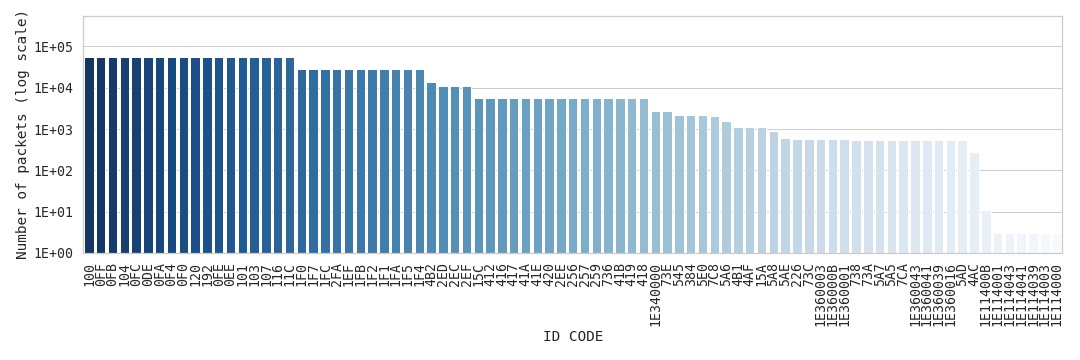 Number of packets (log scale)
1E+05
1E+04
1E+03
1E+02
1E+01
1E+00
100
0FF
0FB
104
0FC
0DE
0FA
0F4
0F0
120
192
0FE
0EE
101
103
107
116
11C
1F0
1F7
1FC
2FA
1EF
1FB
1F2
1F1
1FA
1F5
1F4
4B2
2ED
2EC
2EF
15C
412
416
417
41A
41E
420
2EE
256
257
259
736
41B
419
418
1E340000
73E
545
384
5E0
7C8
5A6
4B1
4AF
15A
5A8
5AE
226
73C
1E360003
1E36000B
1E360001
738
73A
5A7
5A5
7CA
1E360043
1E360041
1E360039
1E360016
5AD
4AC
1E11400B
1E114001
1E114043
1E114041
1E114039
1E114003
1E114000
ID CODE